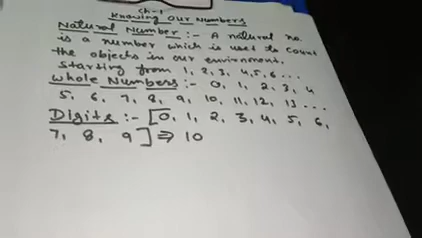 Ch-1
Knowing Our Numbers
Natural Number :- A natural no.
is a number which is used to count
the objects in our environment.
Starting from 1, 2, 3, 4, 5, 6 ...
Whole Numbers :- 0, 1, 2, 3, 4
5, 6, 7, 8, 9, 10, 11, 12, 13 ...
Digits :- [0, 1, 2, 3, 4, 5, 6,
7, 8, 9] ⇒ 10